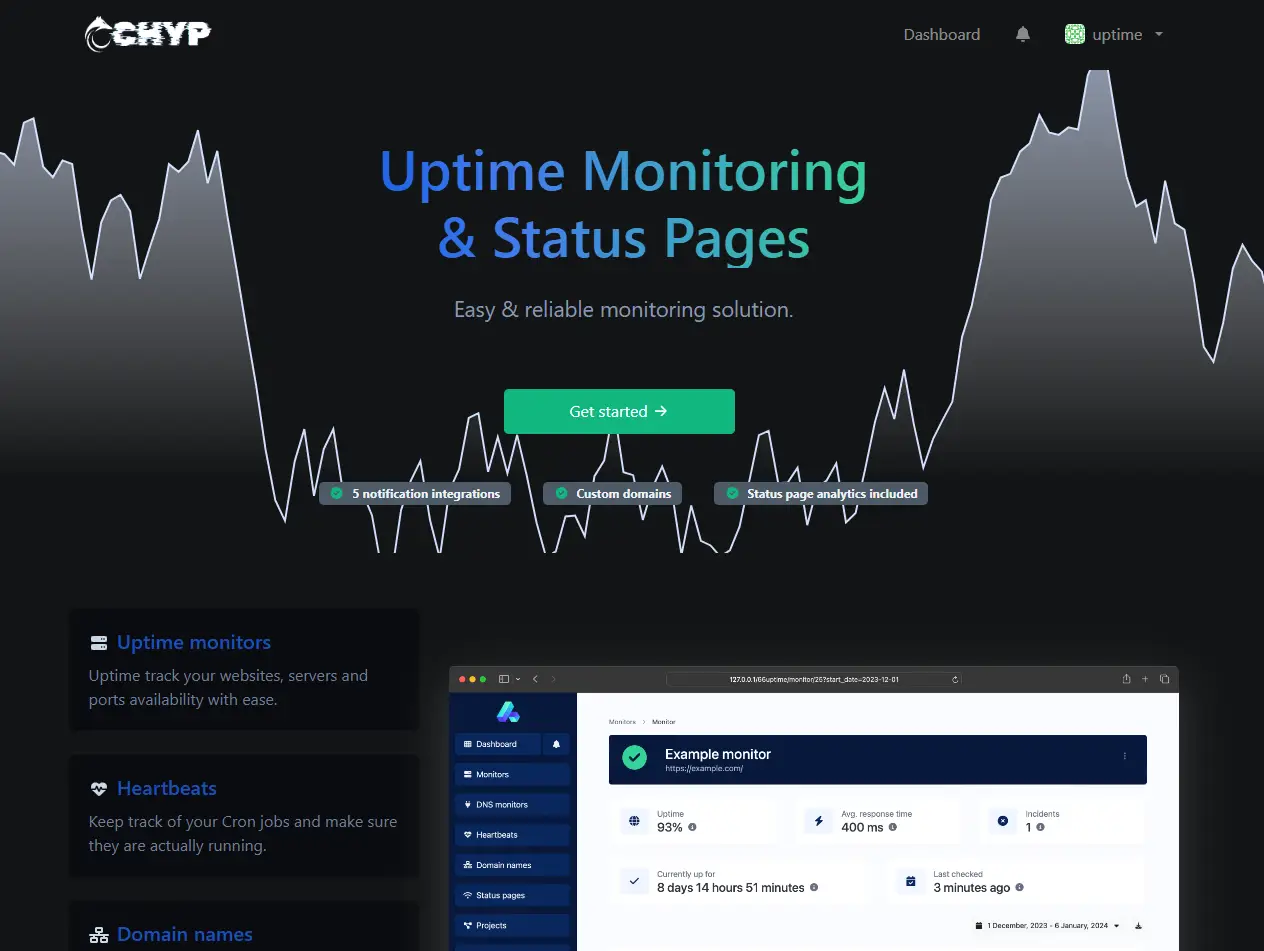 CHYP
Dashboard
uptime
Uptime Monitoring
& Status Pages
Easy & reliable monitoring solution.
Get started →
5 notification integrations
Custom domains
Status page analytics included
Uptime monitors
Uptime track your websites, servers and
ports availability with ease.
Heartbeats
Keep track of your Cron jobs and make sure
they are actually running.
Domain names
127.0.0.1/66uptime/monitor/25?start_date=2023-12-01
Dashboard
Monitors
DNS monitors
Heartbeats
Domain names
Status pages
Projects
Monitors > Monitor
Example monitor
https://example.com/
Uptime
93%
Avg. response time
400 ms
Incidents
1
Currently up for
8 days 14 hours 51 minutes
Last checked
3 minutes ago
1 December, 2023 - 6 January, 2024